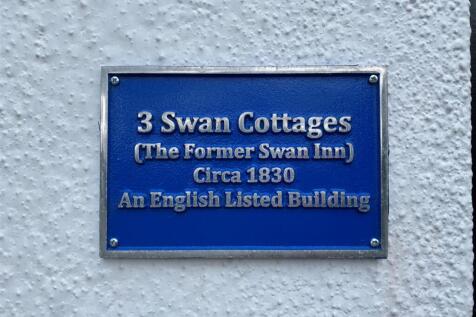 3 Swan Cottages
(The Former Swan Inn)
Circa 1830
An English Listed Building